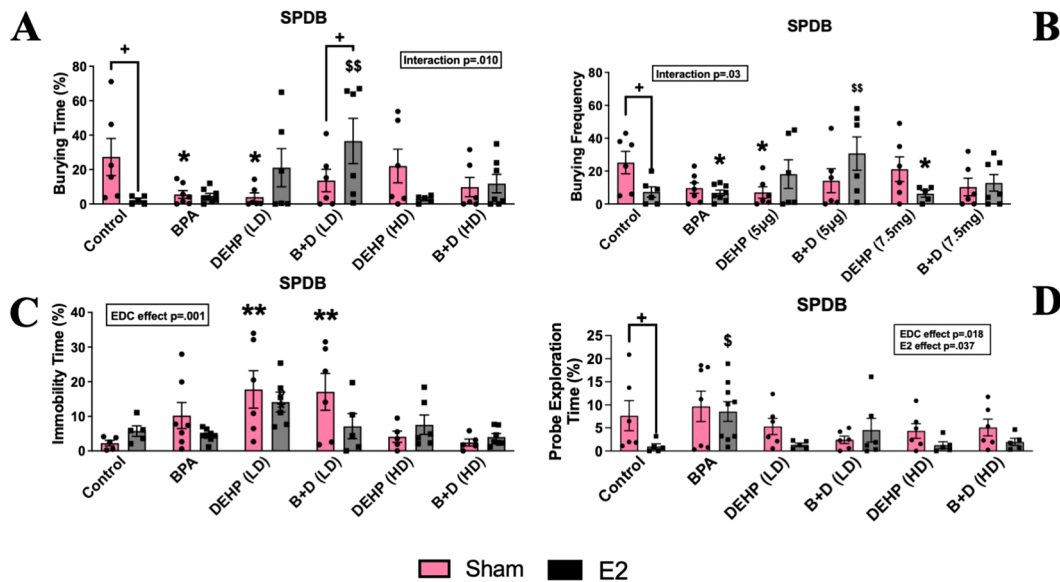 A
SPDB
Burying Time (%)
100
80
60
40
20
0
+
*
*
+
$$
Interaction p=.010
Control
BPA
DEHP (LD)
B+D (LD)
DEHP (HD)
B+D (HD)
B
SPDB
Burying Frequency
80
60
40
20
0
Interaction p=.03
+
*
*
$$
*
Control
BPA
DEHP (5µg)
B+D (5µg)
DEHP (7.5mg)
B+D (7.5mg)
C
SPDB
Immobility Time (%)
40
30
20
10
0
EDC effect p=.001
**
**
Control
BPA
DEHP (LD)
B+D (LD)
DEHP (HD)
B+D (HD)
D
SPDB
Probe Exploration
Time (%)
25
20
15
10
5
0
+
$
EDC effect p=.018
E2 effect p=.037
Control
BPA
DEHP (LD)
B+D (LD)
DEHP (HD)
B+D (HD)
Sham
E2